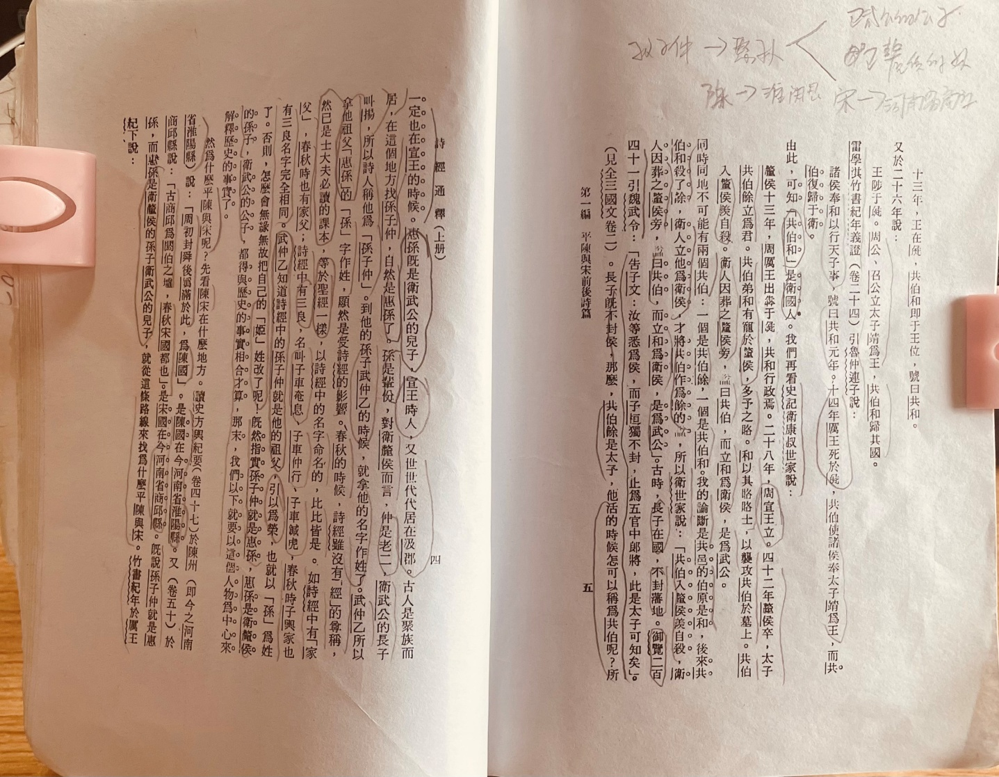 詩經通釋(上册)
四
一定也在宣王的時候。惠孫既是衛武公的兒子,宣王時人,又世世代代居在汲郡。古人是聚族而
居,在這個地方找孫子仲,自然是惠孫了。孫是輩份,對衛釐侯而言,仲是老二,衛武公的長子
叫揚,所以詩人稱他爲「孫子仲」。到他的孫子武仲乙的時候,就拿他的名字作姓了。武仲乙所以
拿他祖父「惠孫」的「孫」字作姓,顯然是受詩經的影響。春秋的時候,詩經雖沒有「經」的尊稱,
然已是士大夫必讀的課本,等於聖經一樣,以詩經中的名字命名的,比比皆是。如詩經中有「家
父」,春秋時也有家父;詩經中有三良,名叫子車奄息,子車仲行,子車鍼虎,春秋時子輿家也
有三良名字完全相同。武仲乙知道詩經中的孫子仲就是他的祖父,引以爲榮,也就以「孫」爲姓
了。否則,怎麽會無緣無故把自己的「姬」姓改了呢!既然指實孫子仲就是惠孫,惠孫是衛釐侯
的孫子,衛武公的公子,都得與歷史的事實相合才算,那末,我們以下就要以這個人物爲中心來
解釋歷史的事實了。
然爲什麽平陳與宋呢?先看陳宋在什麽地方。讀史方輿紀要(卷四十七)於陳州(即今之河南
省淮陽縣)說:「周初封舜後嬀滿於此,爲陳國」。是陳國在今河南省淮陽縣。又(卷五十)於
商邱縣說:「古商邱爲閼伯之墟,春秋宋國都也」。是宋國在今河南省商邱縣。既說孫子仲就是惠
孫,而惠孫是衛釐侯的孫子衛武公的兒子,就從這條路線來找爲什麽平陳與宋。竹書紀年於厲王
紀下說:
十三年,王在彘,共伯和即于王位,號曰共和。
又於二十六年說:
王陟于彘。周公、召公立太子靖爲王,共伯和歸其國。
雷學淇竹書紀年義證(卷二十四)引魯仲連子說:
諸侯奉和以行天子事,號曰共和元年。十四年厲王死於彘,共伯使諸侯奉太子靖爲王,而共
伯復歸于衛。
由此,可知「共伯和」是衛國人。我們再看史記衛康叔世家說:
釐侯十三年,周厲王出犇于彘,共和行政焉。二十八年,周宣王立。四十二年釐侯卒,太子
共伯餘立爲君。共伯弟和有寵於釐侯,多予之賂。和以其賂賂士,以襲攻共伯於墓上。共伯
入釐侯羨自殺。衛人因葬之釐侯旁,謚曰共伯,而立和爲衛侯,是爲武公。
同時同地不可能有兩個共伯:一個是共伯餘,一個是共伯和。我的論斷是共邑的伯原是和,後來共
伯和殺了餘,衛人立他爲衛侯,才將共伯作爲餘的謚,所以衛世家說:「共伯入釐侯羨自殺,衛
人因葬之釐侯旁,謚曰共伯,而立和爲衛侯,是爲武公」。古時,長子在國,不封藩地。御覽二百
四十一引魏武令:「告子文:汝等悉爲侯,而子桓獨不封,止爲五官中郎將,此是太子可知矣」。
(見全三國文卷二)。長子既不封侯,那麽,共伯餘是太子,他活的時候怎可以稱爲共伯呢?所
第一編 平陳與宋前後詩篇
五